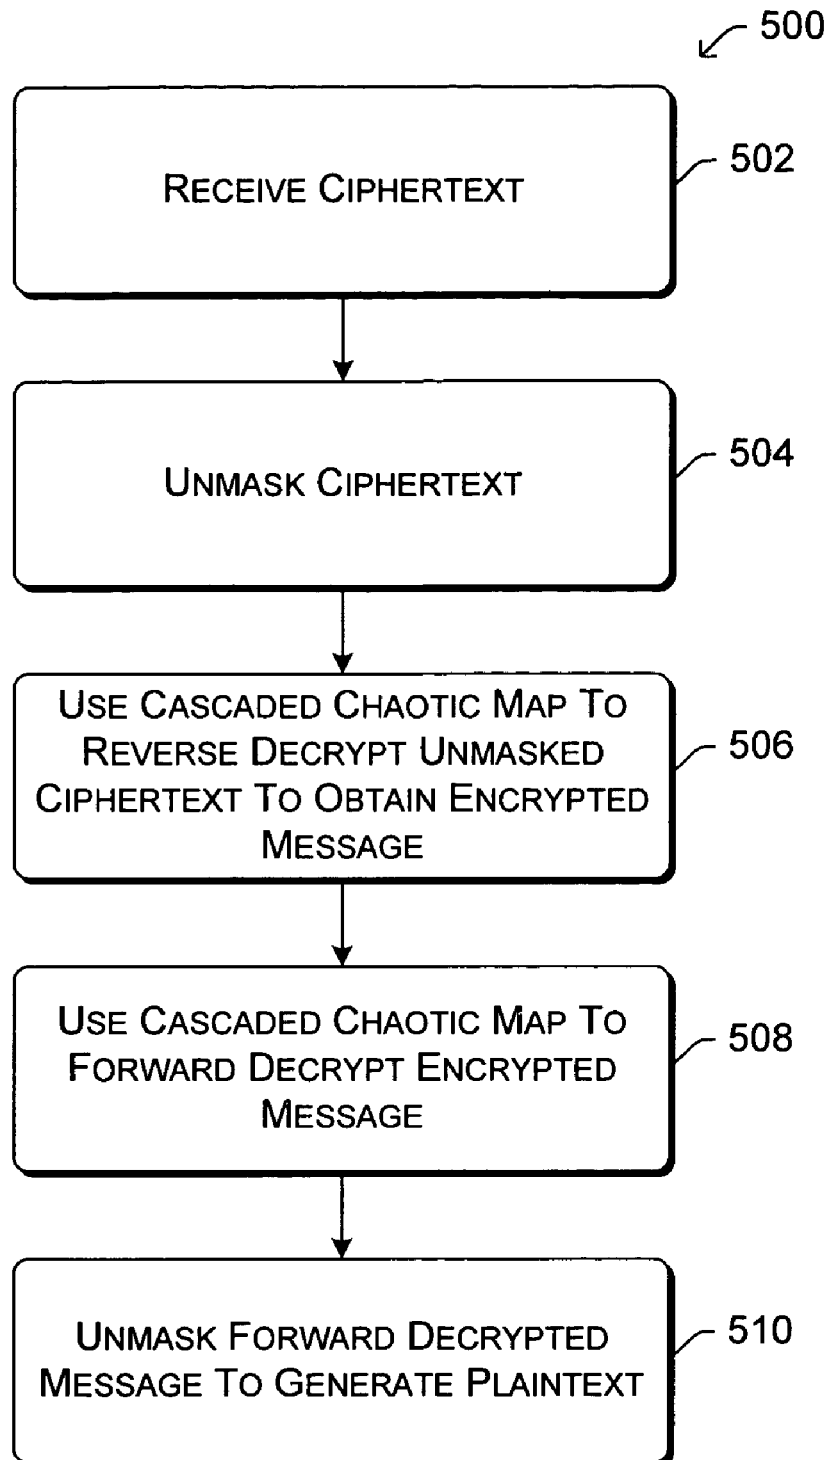 500
RECEIVE CIPHERTEXT
502
UNMASK CIPHERTEXT
504
USE CASCADED CHAOTIC MAP TO
REVERSE DECRYPT UNMASKED
CIPHERTEXT TO OBTAIN ENCRYPTED
MESSAGE
506
USE CASCADED CHAOTIC MAP TO
FORWARD DECRYPT ENCRYPTED
MESSAGE
508
UNMASK FORWARD DECRYPTED
MESSAGE TO GENERATE PLAINTEXT
510